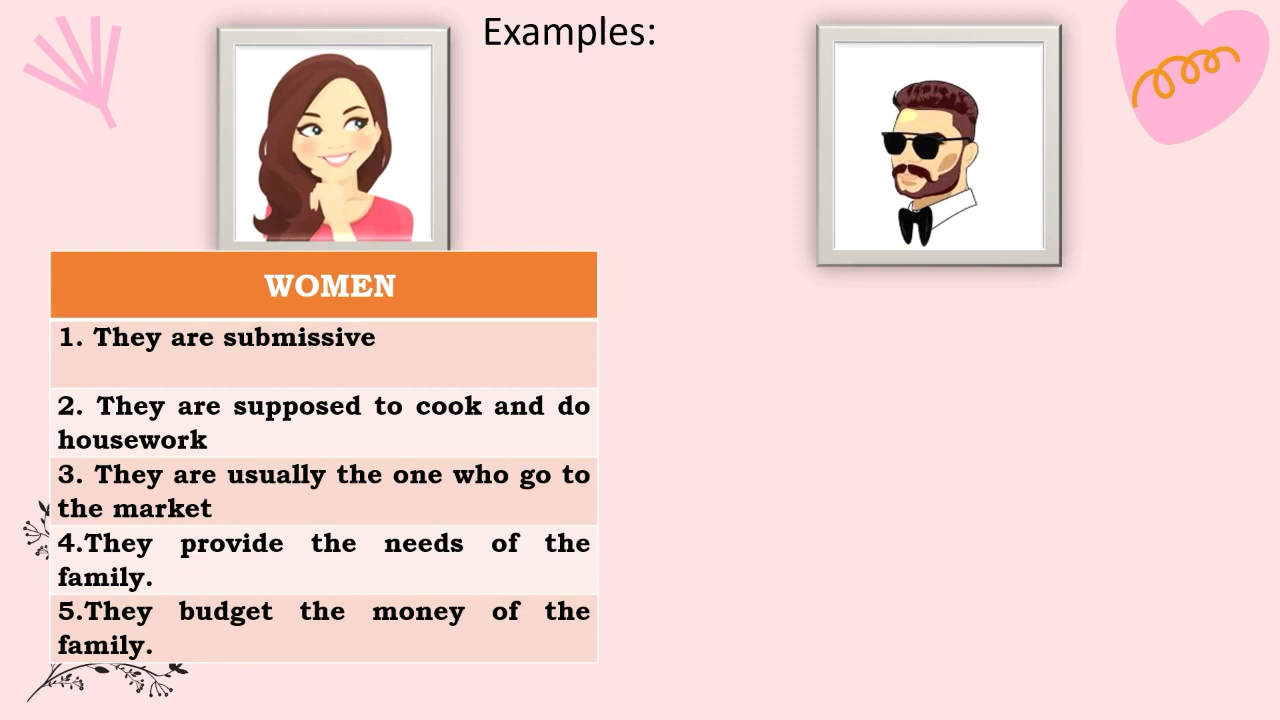 Examples:
WOMEN
1. They are submissive
2. They are supposed to cook and do
housework
3. They are usually the one who go to
the market
4.They provide the needs of the
family.
5.They budget the money of the
family.